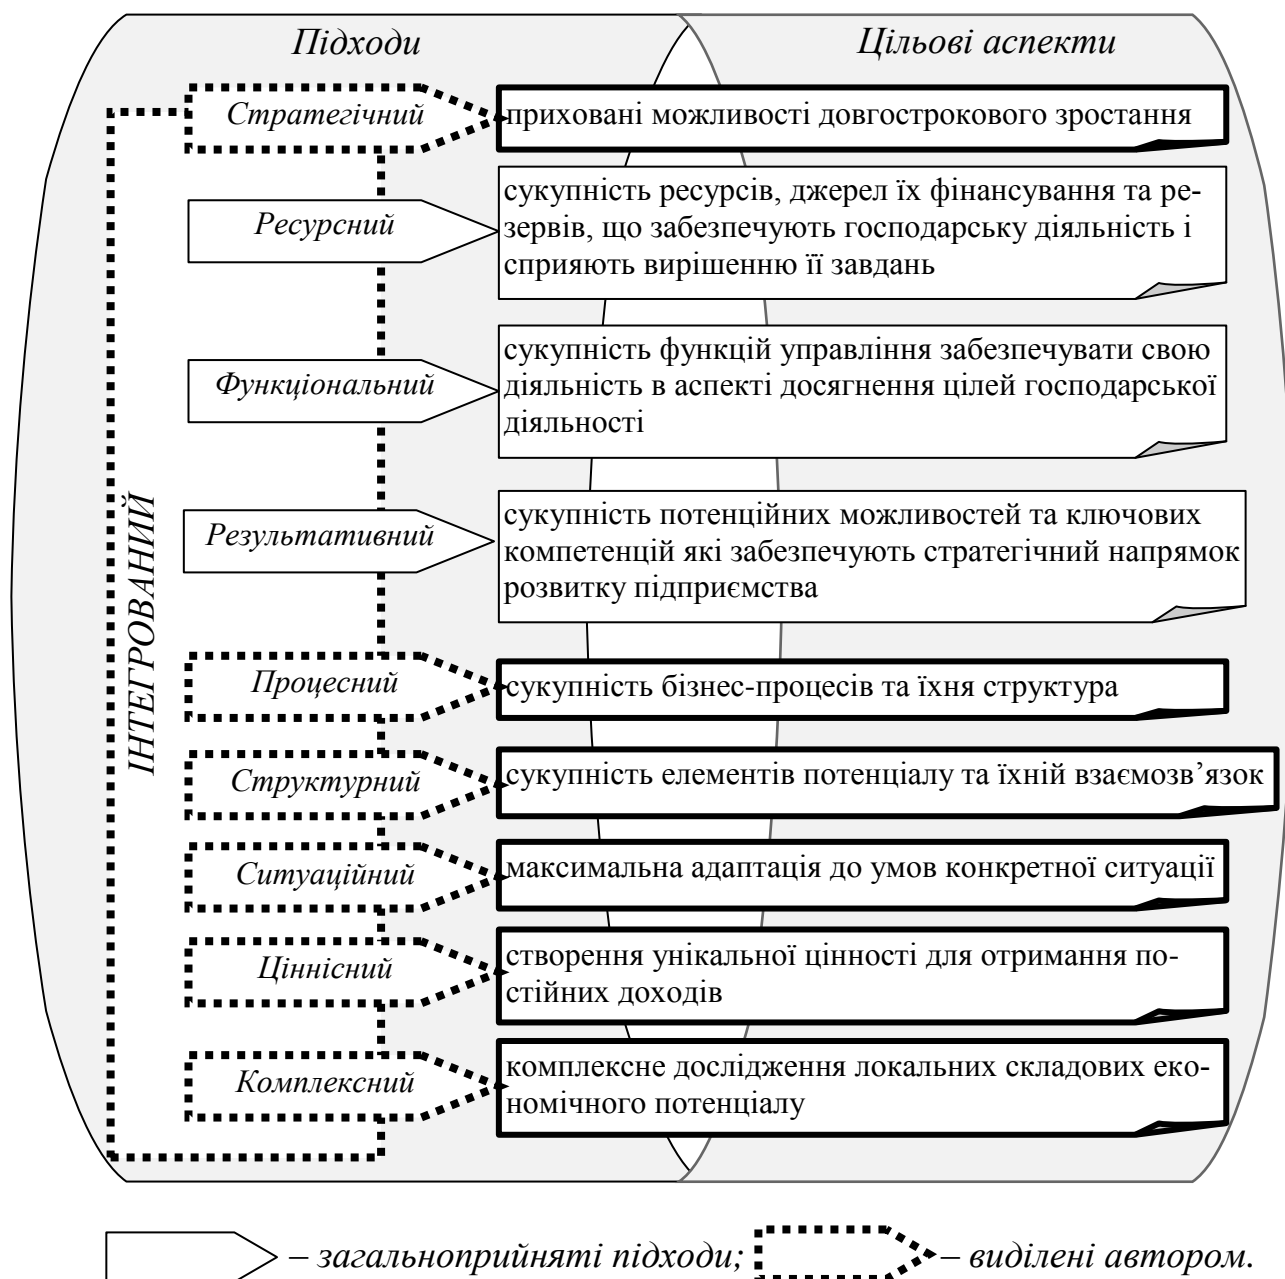 Підходи
Цільові аспекти
Стратегічний
приховані можливості довгострокового зростання
Ресурсний
сукупність ресурсів, джерел їх фінансування та ре-
зервів, що забезпечують господарську діяльність і
сприяють вирішенню її завдань
Функціональний
сукупність функцій управління забезпечувати свою
діяльність в аспекті досягнення цілей господарської
діяльності
ІНТЕГРОВАНИЙ
Результативний
сукупність потенційних можливостей та ключових
компетенцій які забезпечують стратегічний напрямок
розвитку підприємства
Процесний
сукупність бізнес-процесів та їхня структура
Структурний
сукупність елементів потенціалу та їхній взаємозв’язок
Ситуаційний
максимальна адаптація до умов конкретної ситуації
Ціннісний
створення унікальної цінності для отримання по-
стійних доходів
Комплексний
комплексне дослідження локальних складових еко-
номічного потенціалу
– загальноприйняті підходи;
– виділені автором.